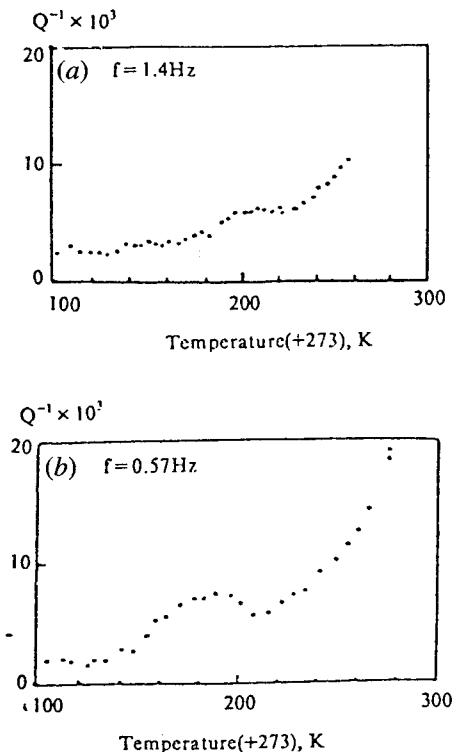 Q⁻¹ × 10³
20
(a) f = 1.4Hz
10
0
100 200 300
Temperature(+273), K
Q⁻¹ × 10³
20
(b) f = 0.57Hz
10
0
100 200 300
Temperature(+273), K